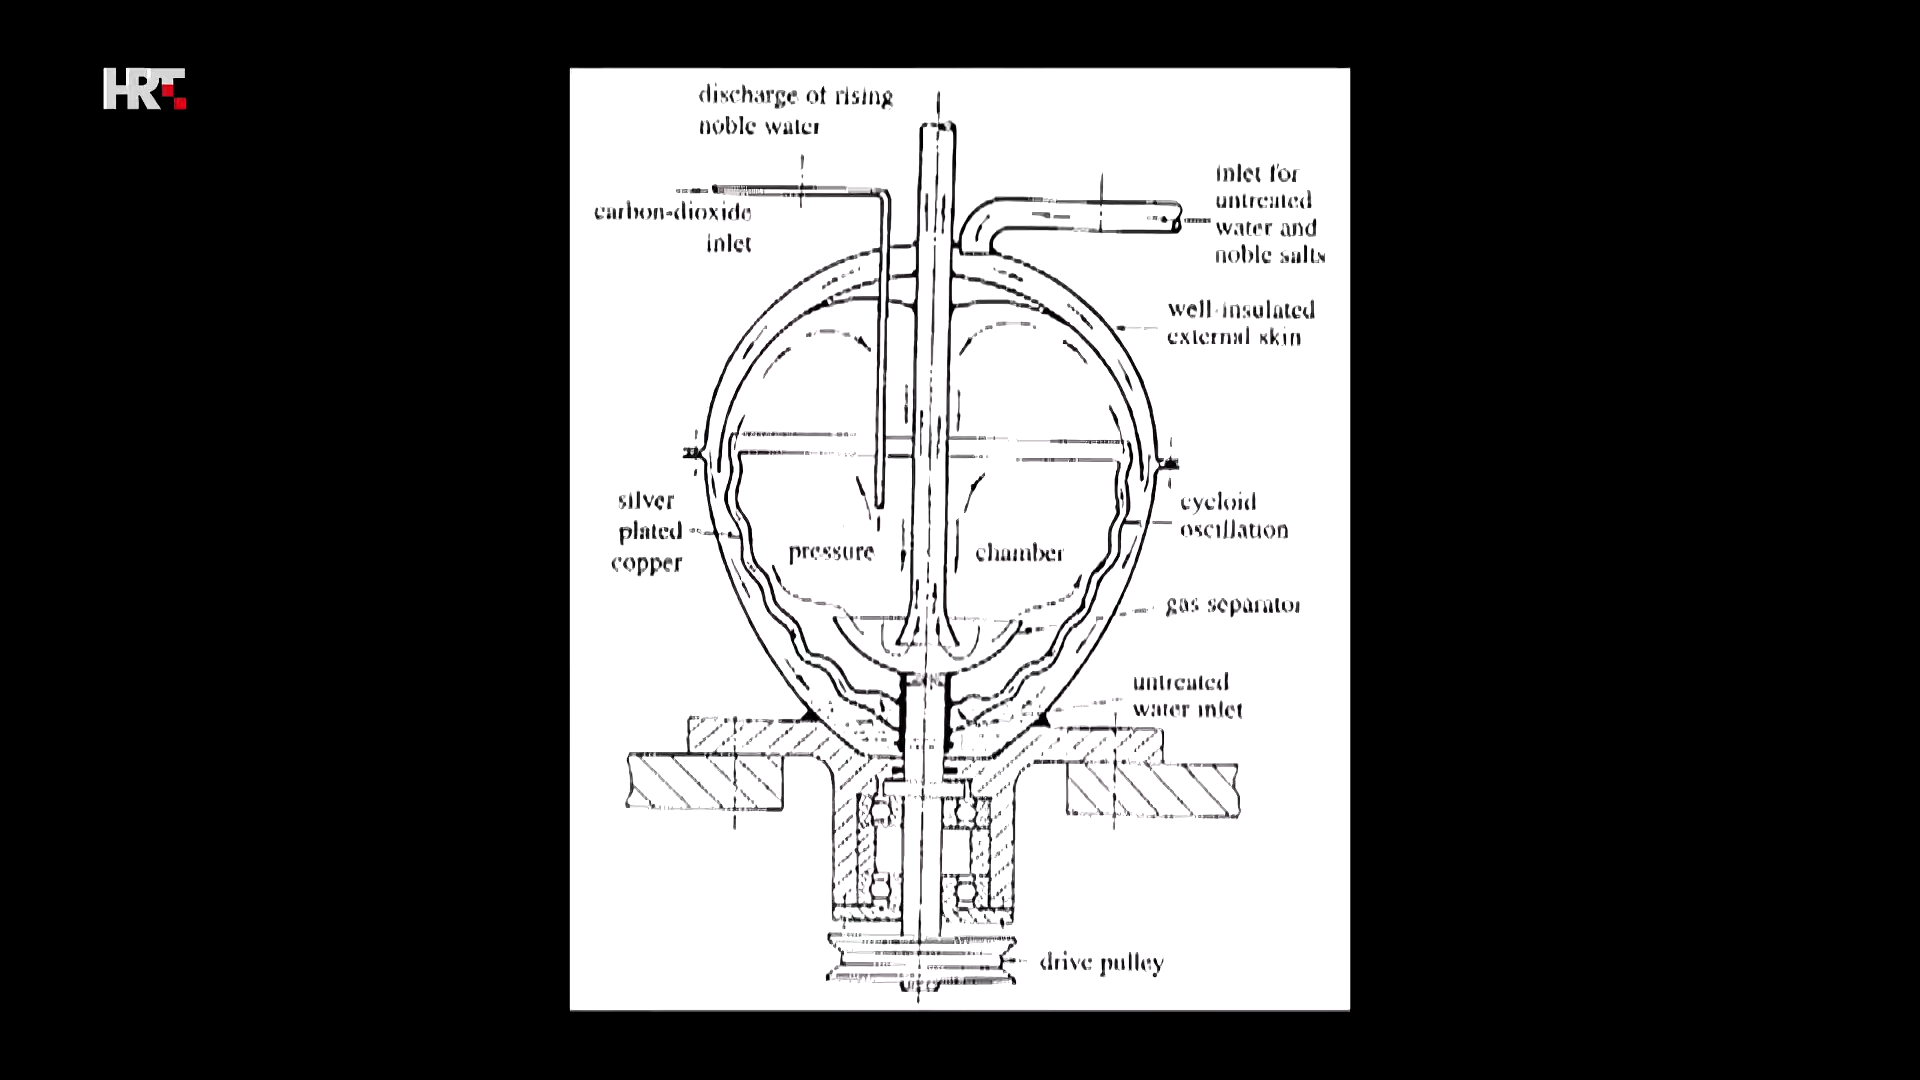 HRT
discharge of rising
noble water
carbon-dioxide
inlet
inlet for
untreated
water and
noble salts
well-insulated
external skin
silver
plated
copper
cycloid
oscillation
pressure chamber
gas separator
untreated
water inlet
drive pulley